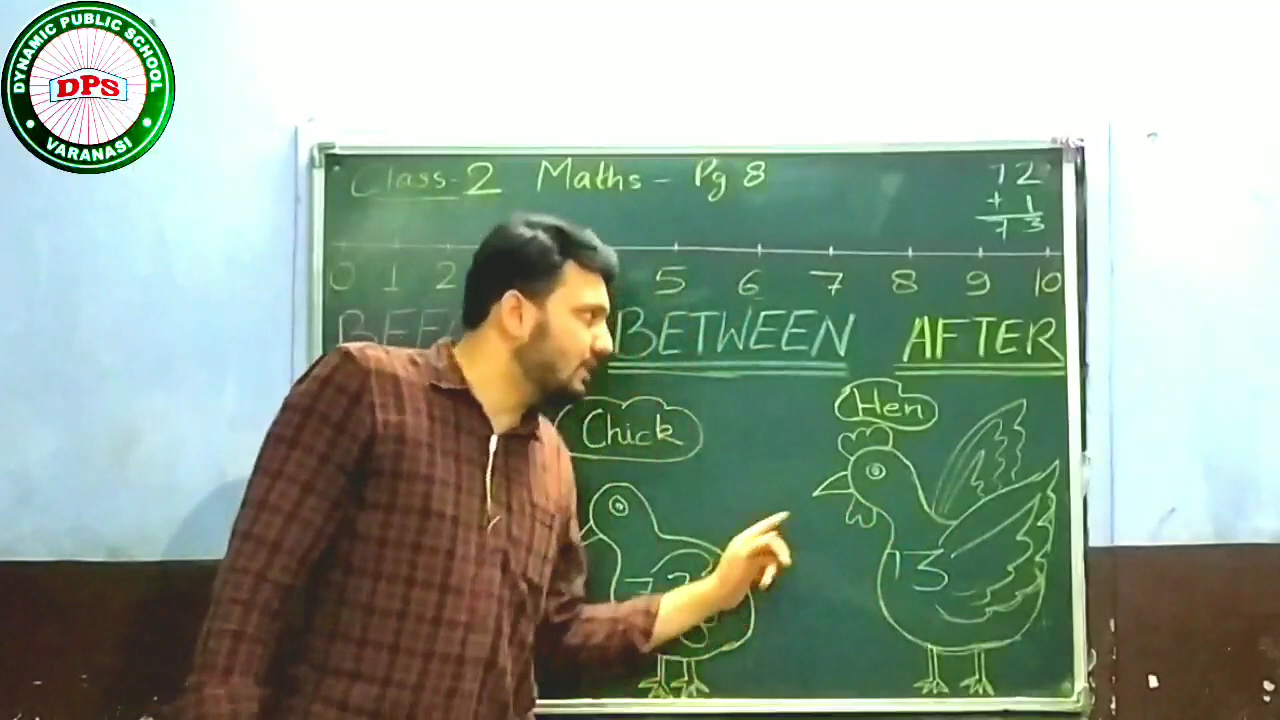 DYNAMIC PUBLIC SCHOOL
DPS
VARANASI
Class-2 Maths - Pg 8
72
+ 1
73
0 1 2 5 6 7 8 9 10
BETWEEN AFTER
Chick
Hen
72
73